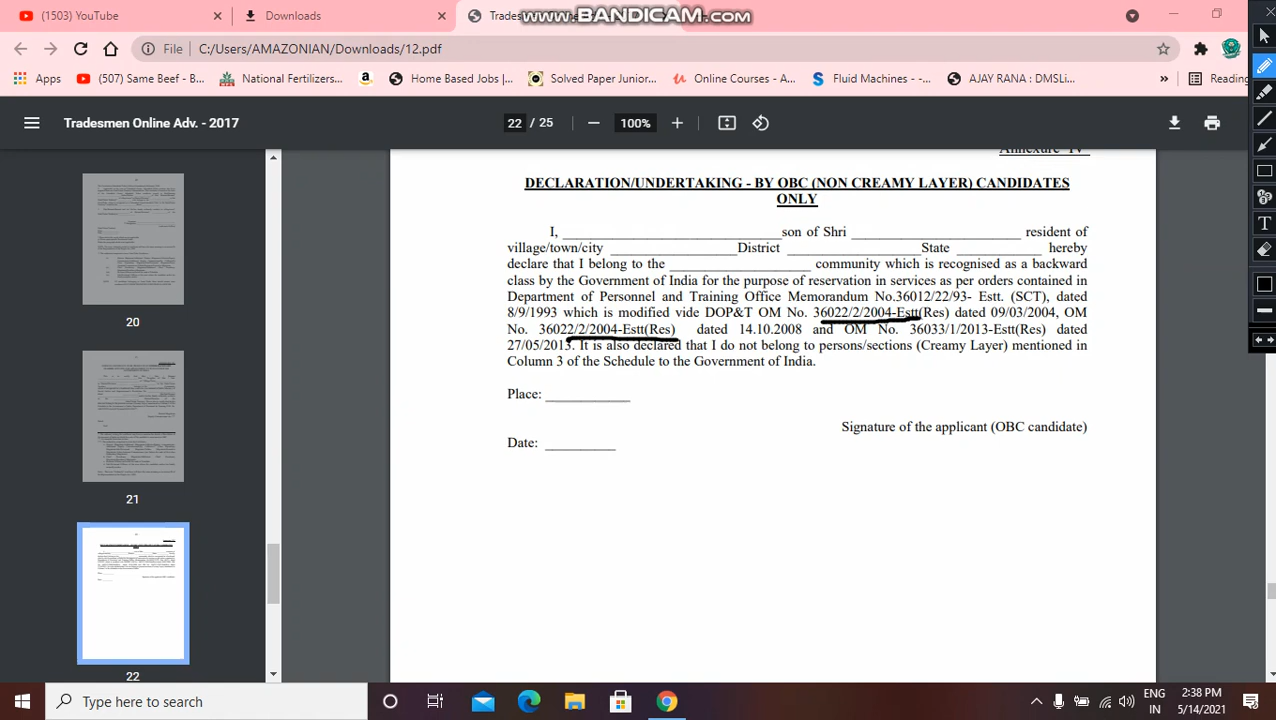 (1503) YouTube
Downloads
Trades
WWW.BANDICAM.COM
File C:/Users/AMAZONIAN/Downloads/12.pdf
Apps (507) Same Beef - B... National Fertilizers... Home Based Jobs |... ed Paper Junior... Online Courses - A... Fluid Machines - -... AJAY RANA : DMSLi... » Reading
Tradesmen Online Adv. - 2017
22 / 25
100%
Annexure IV
DECLARATION/UNDERTAKING - BY OBC (NON CREAMY LAYER) CANDIDATES
ONLY
I, ____________________________son of Shri ______________________ resident of
village/town/city _________________District _________________ State ____________ hereby
declare that I belong to the __________________ community which is recognised as a backward
class by the Government of India for the purpose of reservation in services as per orders contained in
Department of Personnel and Training Office Memorandum No.36012/22/93- Estt. (SCT), dated
8/9/1993 which is modified vide DOP&T OM No. 36022/2/2004-Estt(Res) dated 09/03/2004, OM
No. 36022/2/2004-Estt(Res) dated 14.10.2008 and OM No. 36033/1/2013-Estt(Res) dated
27/05/2013. It is also declared that I do not belong to persons/sections (Creamy Layer) mentioned in
Column 3 of the Schedule to the Government of India.
Place: ___________
Signature of the applicant (OBC candidate)
Date: _________
20
21
22
Type here to search
ENG
IN
2:38 PM
5/14/2021